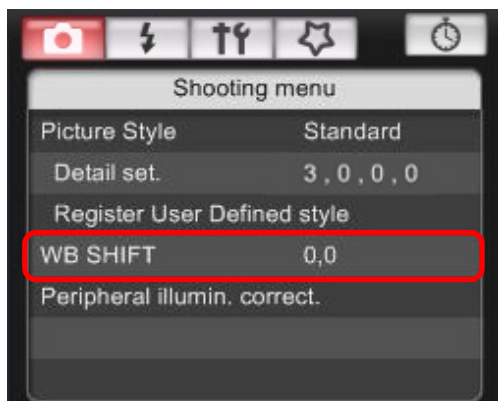 Shooting menu
Picture Style Standard
Detail set. 3 , 0 , 0 , 0
Register User Defined style
WB SHIFT 0,0
Peripheral illumin. correct.